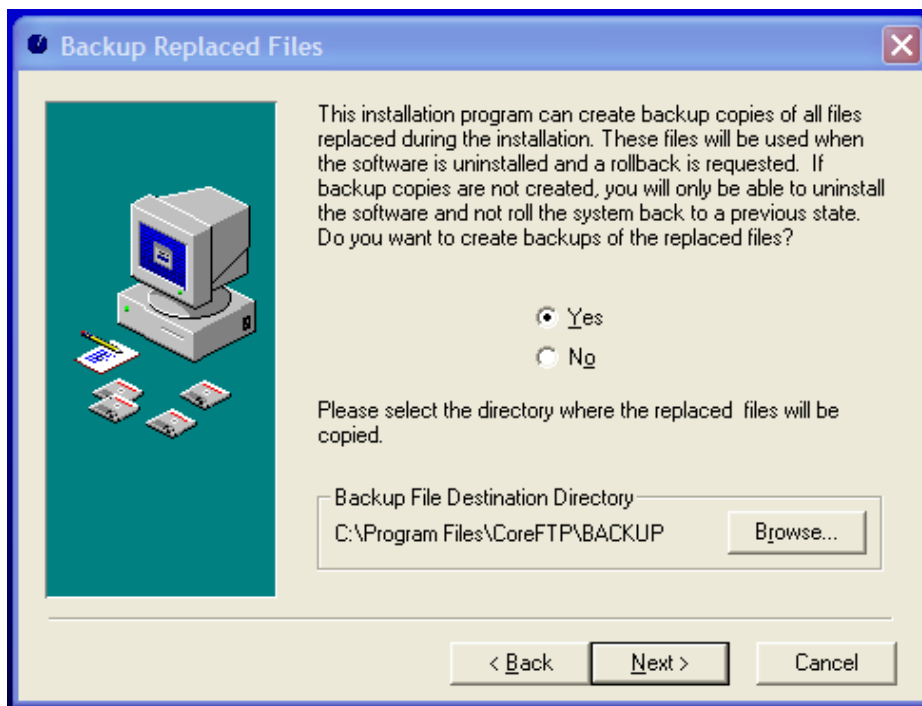 Backup Replaced Files
This installation program can create backup copies of all files
replaced during the installation. These files will be used when
the software is uninstalled and a rollback is requested.  If
backup copies are not created, you will only be able to uninstall
the software and not roll the system back to a previous state.
Do you want to create backups of the replaced files?
Yes
No
Please select the directory where the replaced  files will be
copied.
Backup File Destination Directory
C:\Program Files\CoreFTP\BACKUP
Browse...
< Back
Next >
Cancel